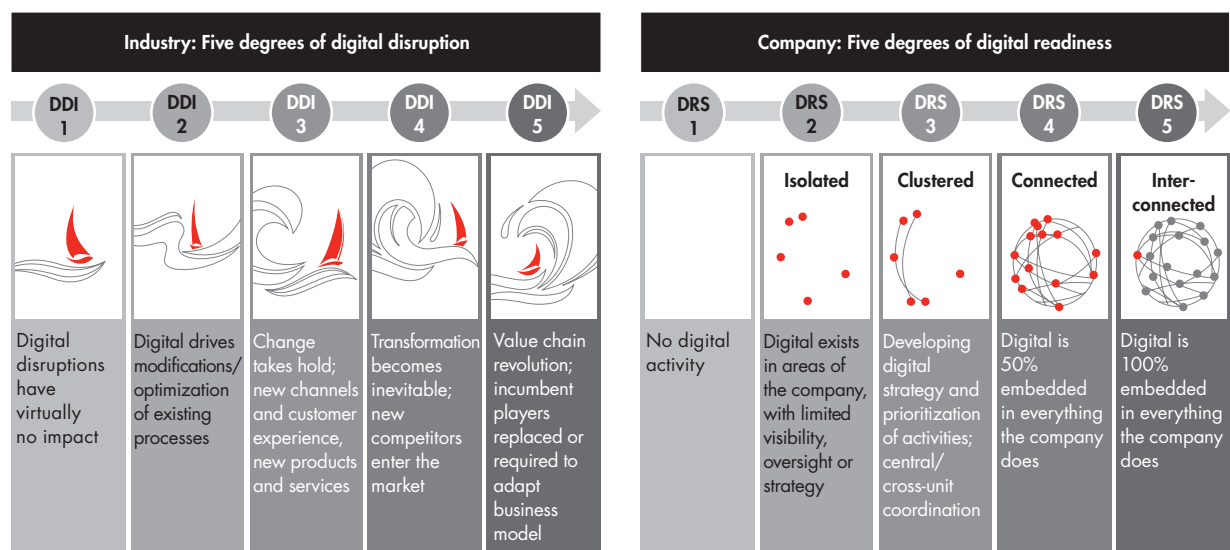 Industry: Five degrees of digital disruption
DDI
1
DDI
2
DDI
3
DDI
4
DDI
5
Digital
disruptions
have
virtually
no impact
Digital drives
modifications/
optimization
of existing
processes
Change
takes hold;
new channels
and customer
experience,
new products
and services
Transformation
becomes
inevitable;
new
competitors
enter the
market
Value chain
revolution;
incumbent
players
replaced or
required to
adapt
business
model
Company: Five degrees of digital readiness
DRS
1
DRS
2
DRS
3
DRS
4
DRS
5
No digital
activity
Isolated
Digital exists
in areas of
the company,
with limited
visibility,
oversight or
strategy
Clustered
Developing
digital
strategy and
prioritization
of activities;
central/
cross-unit
coordination
Connected
Digital is
50%
embedded
in everything
the company
does
Inter-
connected
Digital is
100%
embedded
in everything
the company
does